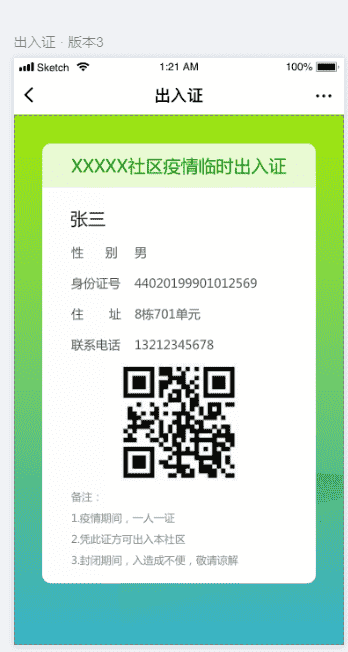 出入证 · 版本3
Sketch 1:21 AM 100%
出入证
XXXXX社区疫情临时出入证
张三
性 别 男
身份证号 44020199901012569
住 址 8栋701单元
联系电话 13212345678
备注：
1.疫情期间，一人一证
2.凭此证方可出入本社区
3.封闭期间，入造成不便，敬请谅解